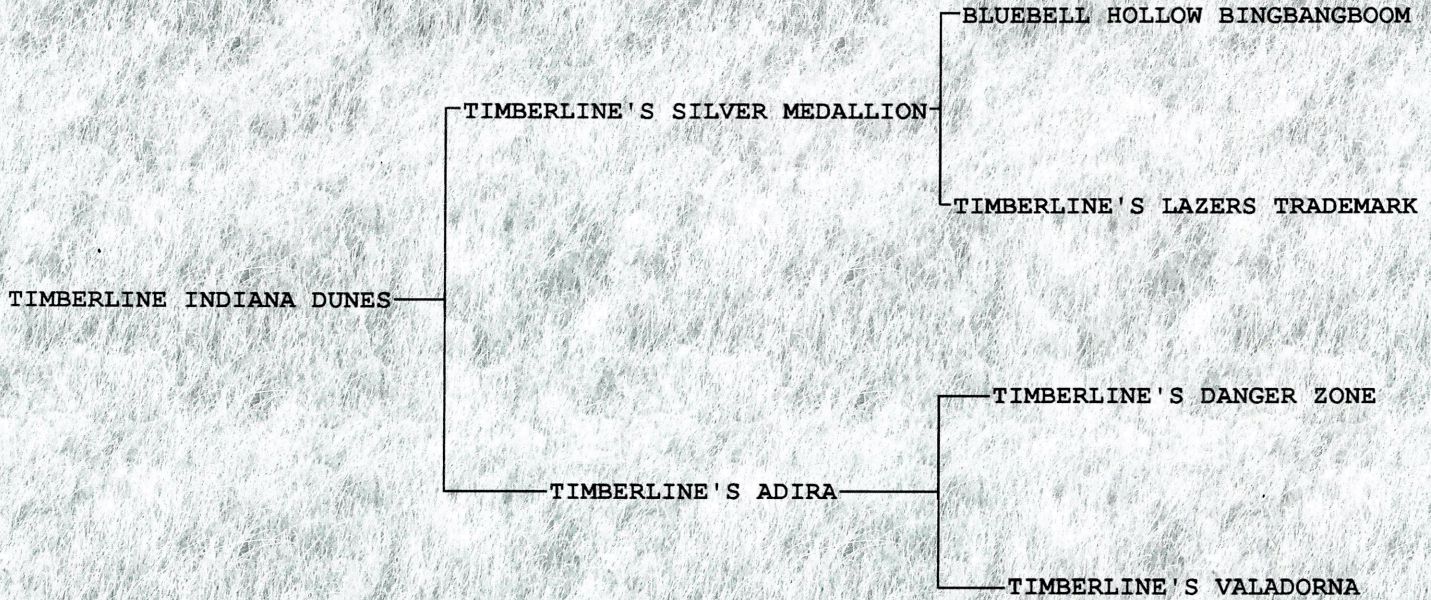 BLUEBELL HOLLOW BINGBANGBOOM
TIMBERLINE'S SILVER MEDALLION
TIMBERLINE'S LAZERS TRADEMARK
TIMBERLINE INDIANA DUNES
TIMBERLINE'S DANGER ZONE
TIMBERLINE'S ADIRA
TIMBERLINE'S VALADORNA